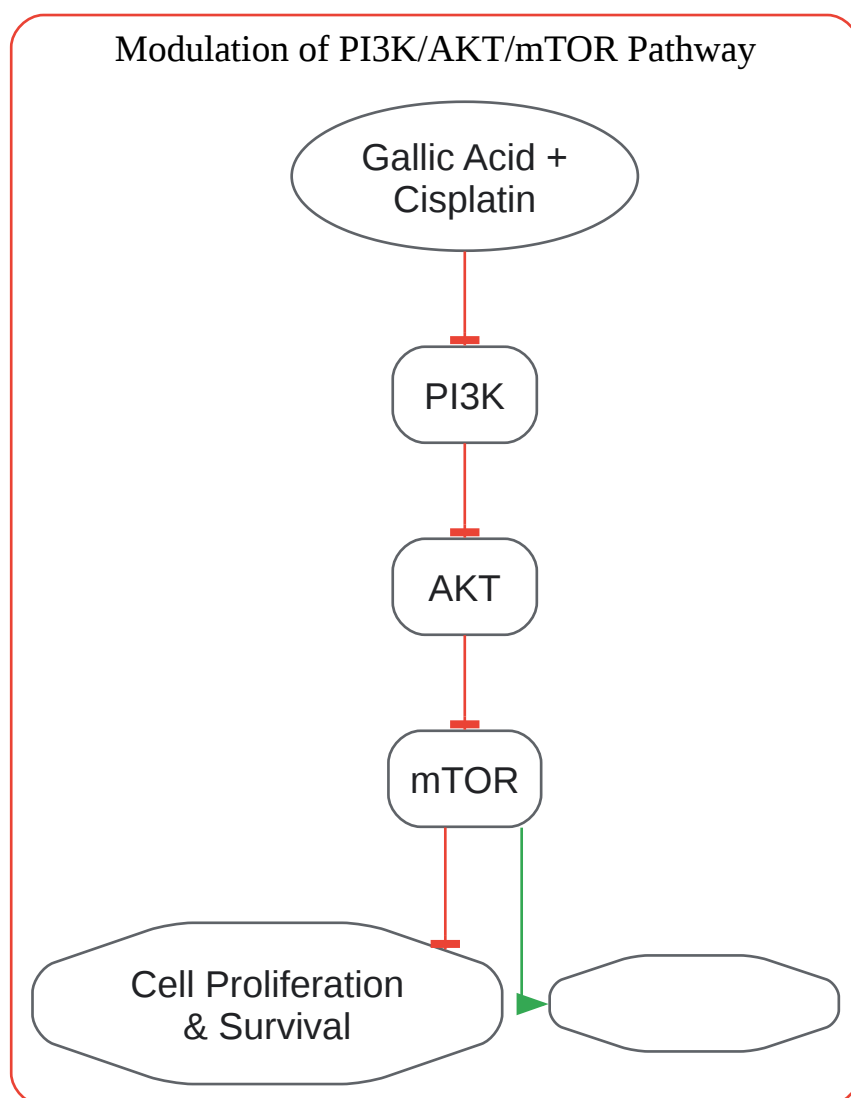 Modulation of PI3K/AKT/mTOR Pathway
Gallic Acid +
Cisplatin
PI3K
AKT
mTOR
Cell Proliferation
& Survival